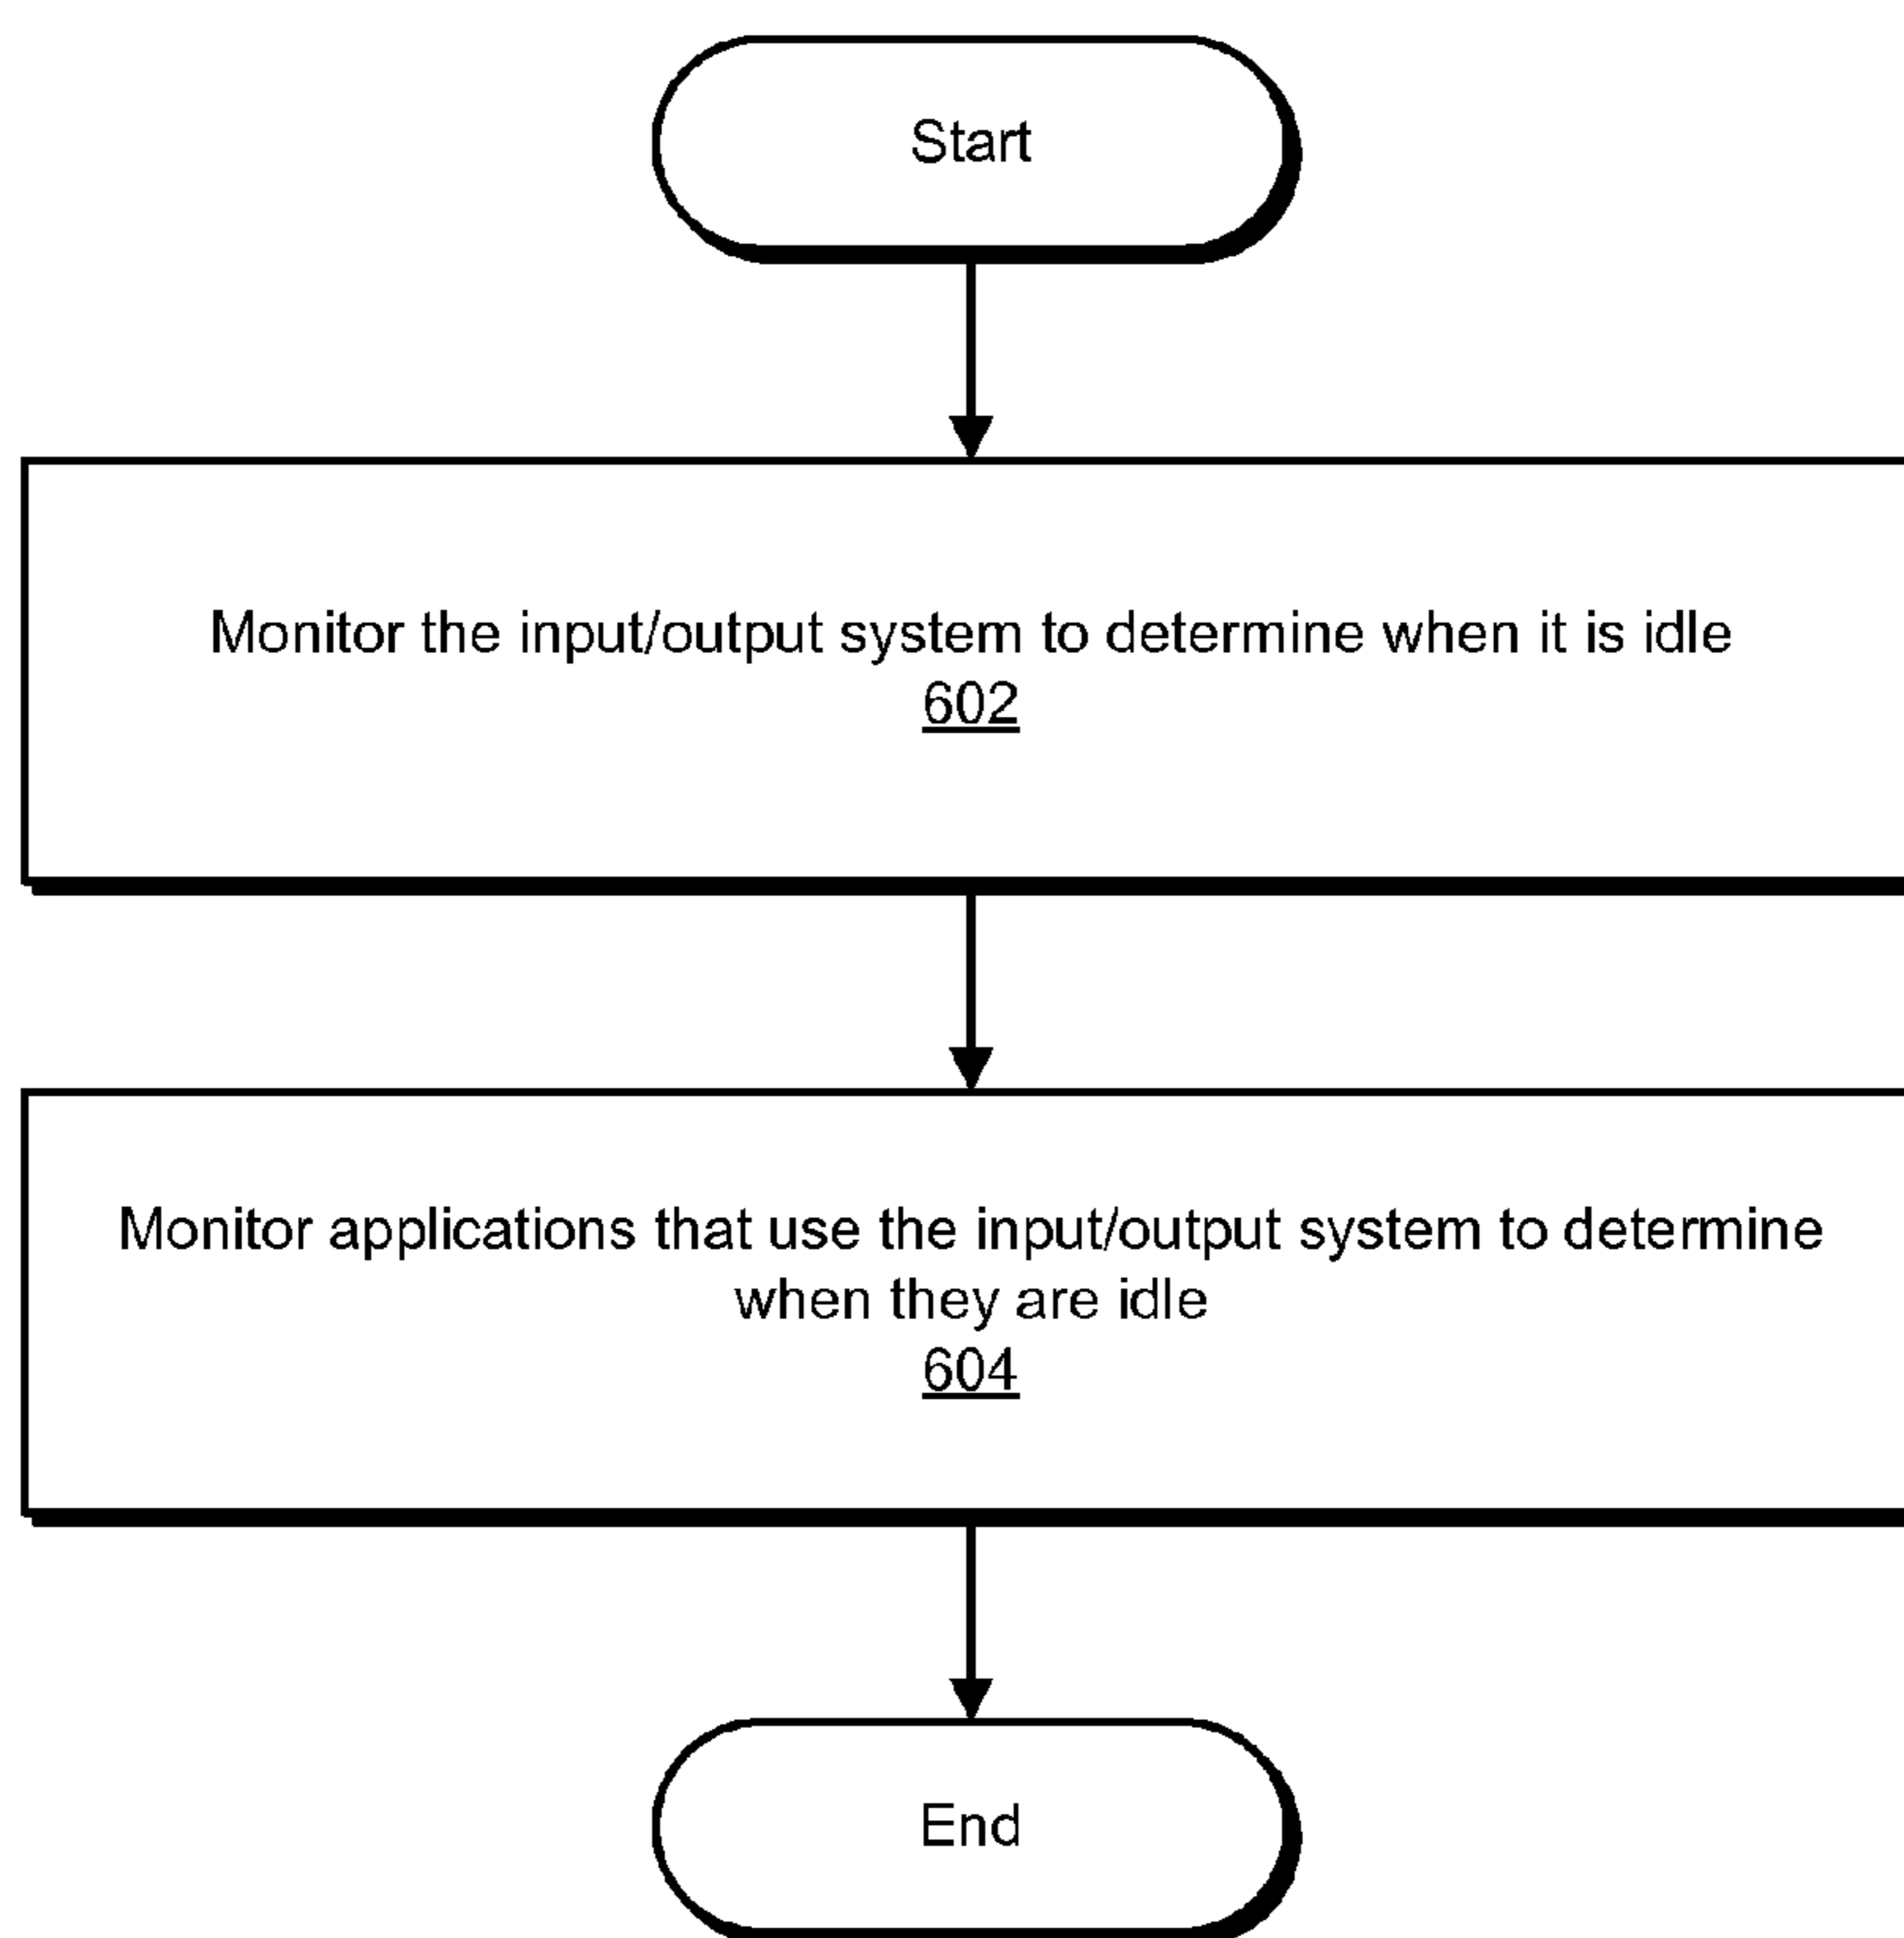 Start
Monitor the input/output system to determine when it is idle
602
Monitor applications that use the input/output system to determine
when they are idle
604
End